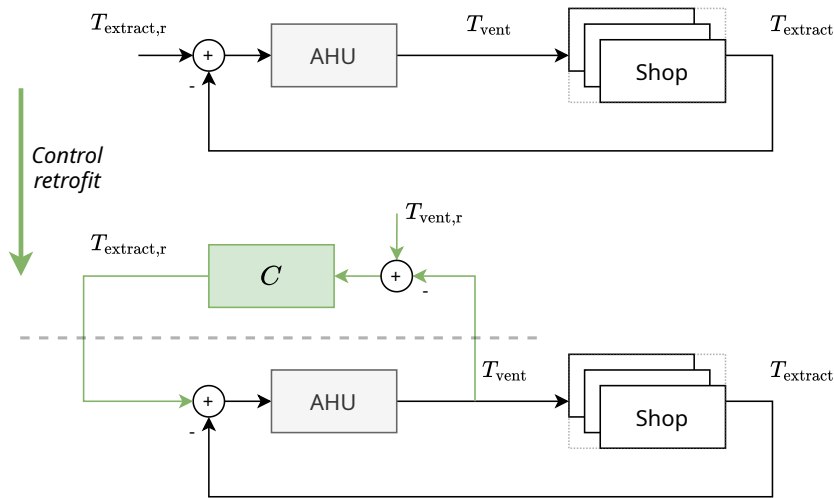 T_extract,r
T_vent
T_extract
+
AHU
Shop
-
Control
retrofit
T_vent,r
T_extract,r
C
+
-
T_vent
T_extract
+
AHU
Shop
-